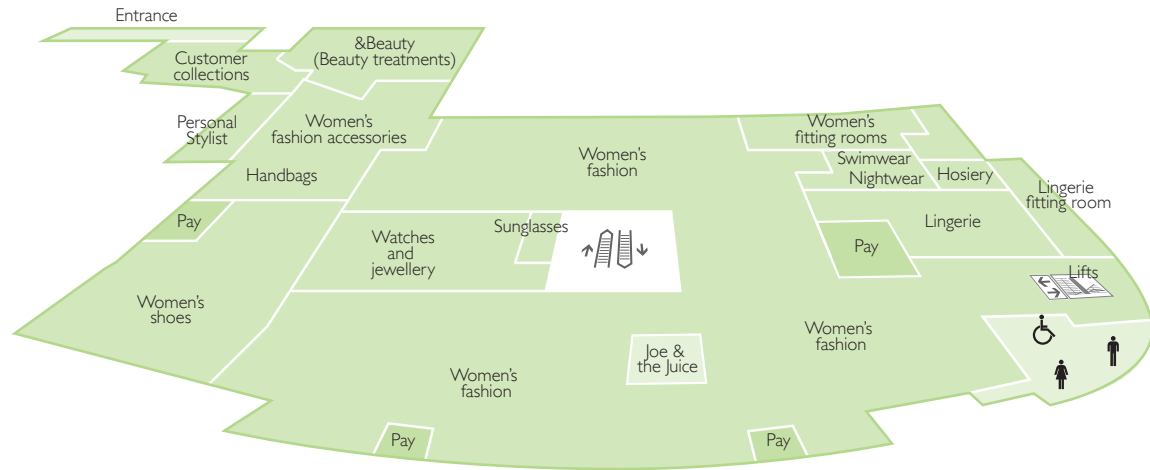 Entrance
&Beauty
(Beauty treatments)
Customer
collections
Personal
Stylist
Women's
fashion accessories
Women's
fitting rooms
Women's
fashion
Swimwear
Nightwear
Hosiery
Handbags
Lingerie
fitting room
Pay
Sunglasses
Lingerie
Watches
and
jewellery
Pay
Lifts
Women's
shoes
Women's
fashion
Joe &
the Juice
Women's
fashion
Pay
Pay